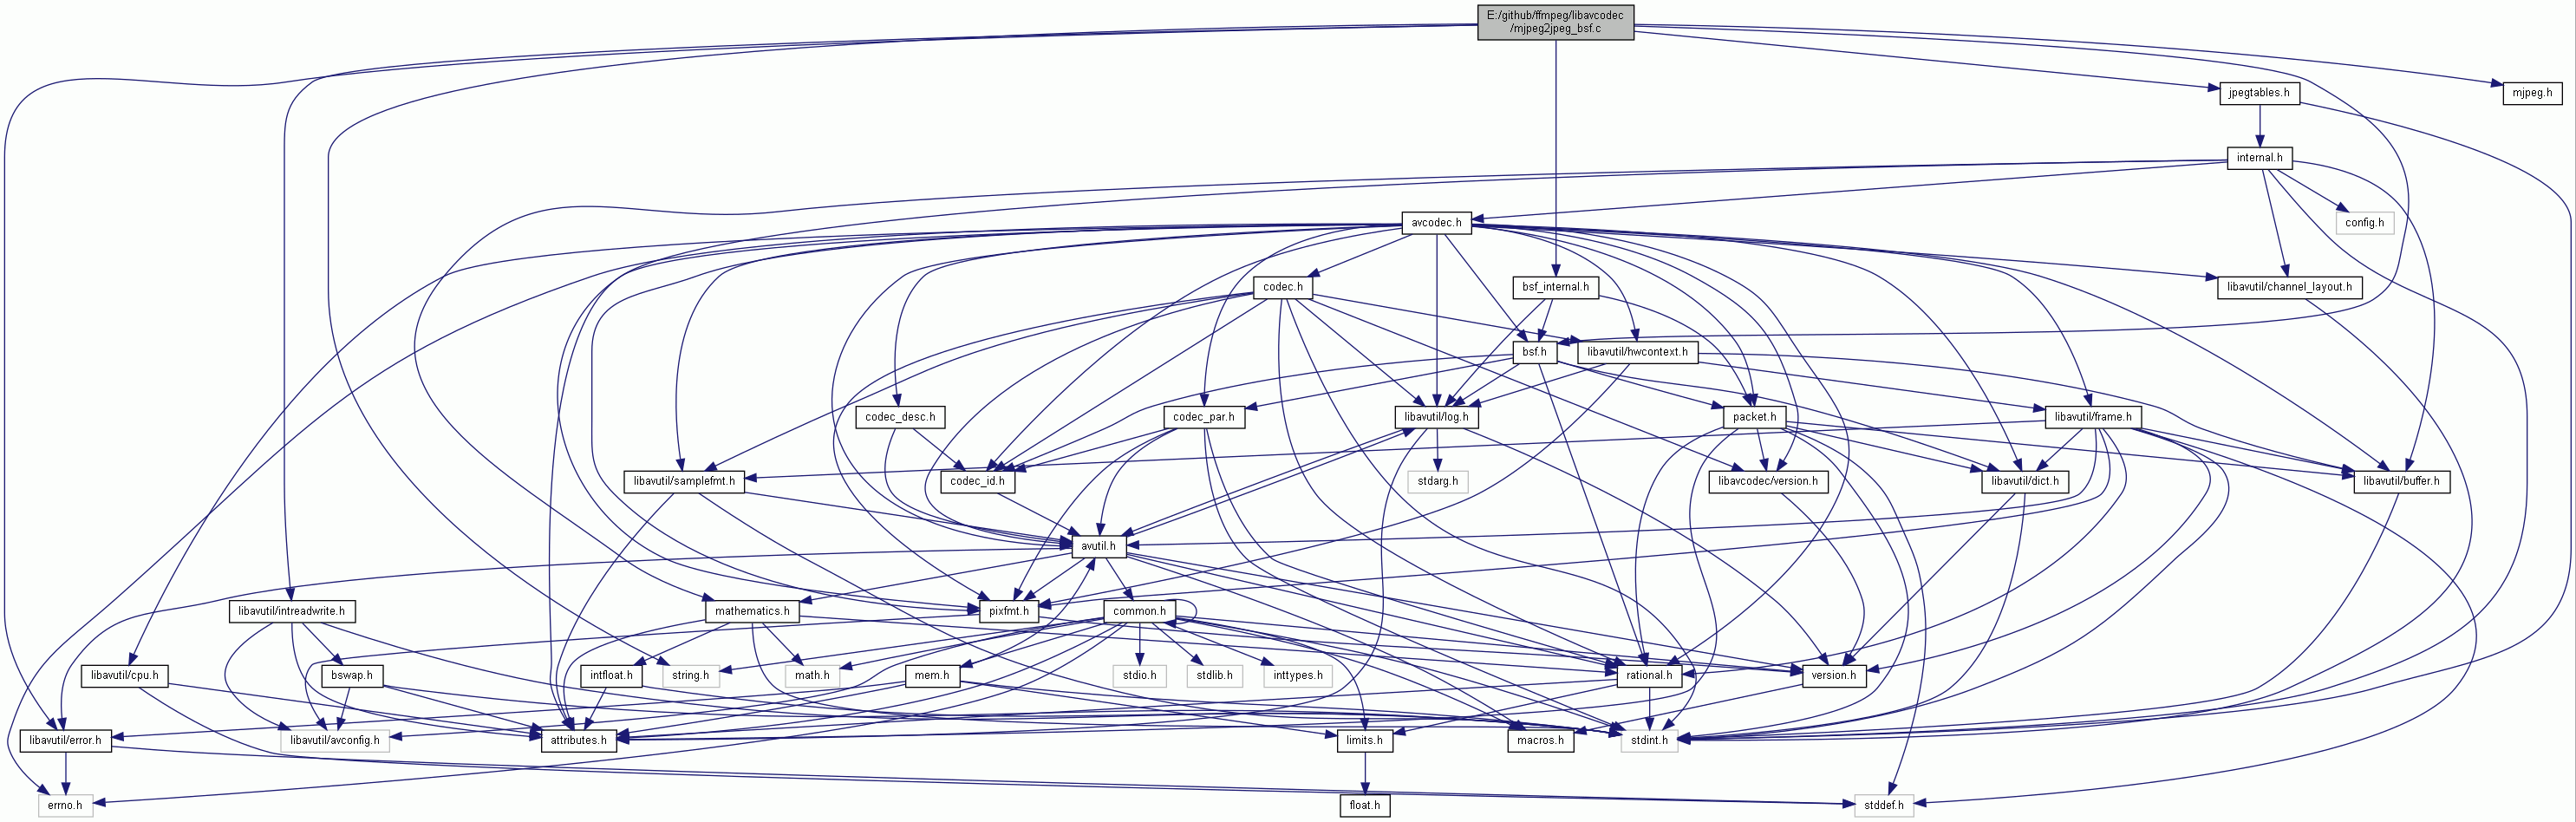 E:/github/ffmpeg/libavcodec
/mjpeg2jpeg_bsf.c
jpegtables.h
mjpeg.h
internal.h
avcodec.h
config.h
codec.h
bsf_internal.h
libavutil/channel_layout.h
bsf.h
libavutil/hwcontext.h
codec_desc.h
codec_par.h
libavutil/log.h
packet.h
libavutil/frame.h
libavutil/samplefmt.h
codec_id.h
stdarg.h
libavcodec/version.h
libavutil/dict.h
libavutil/buffer.h
avutil.h
libavutil/intreadwrite.h
mathematics.h
pixfmt.h
common.h
libavutil/cpu.h
bswap.h
intfloat.h
string.h
math.h
mem.h
stdio.h
stdlib.h
inttypes.h
rational.h
version.h
libavutil/error.h
libavutil/avconfig.h
attributes.h
limits.h
macros.h
stdint.h
errno.h
float.h
stddef.h